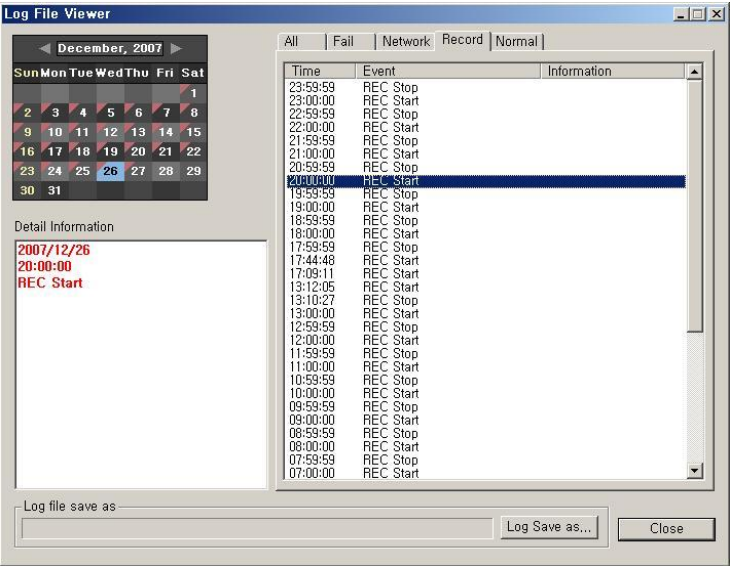 Log File Viewer
December, 2007
Sun Mon Tue Wed Thu Fri Sat
1
2 3 4 5 6 7 8
9 10 11 12 13 14 15
16 17 18 19 20 21 22
23 24 25 26 27 28 29
30 31
Detail Information
2007/12/26
20:00:00
REC Start
All Fail Network Record Normal
Time Event Information
23:59:59 REC Stop
23:00:00 REC Start
22:59:59 REC Stop
22:00:00 REC Start
21:59:59 REC Stop
21:00:00 REC Start
20:59:59 REC Stop
20:00:00 REC Start
19:59:59 REC Stop
19:00:00 REC Start
18:59:59 REC Stop
18:00:00 REC Start
17:59:59 REC Stop
17:44:48 REC Start
17:09:11 REC Start
13:12:05 REC Start
13:10:27 REC Stop
13:00:00 REC Start
12:59:59 REC Stop
12:00:00 REC Start
11:59:59 REC Stop
11:00:00 REC Start
10:59:59 REC Stop
10:00:00 REC Start
09:59:59 REC Stop
09:00:00 REC Start
08:59:59 REC Stop
08:00:00 REC Start
07:59:59 REC Stop
07:00:00 REC Start
Log file save as
Log Save as...
Close